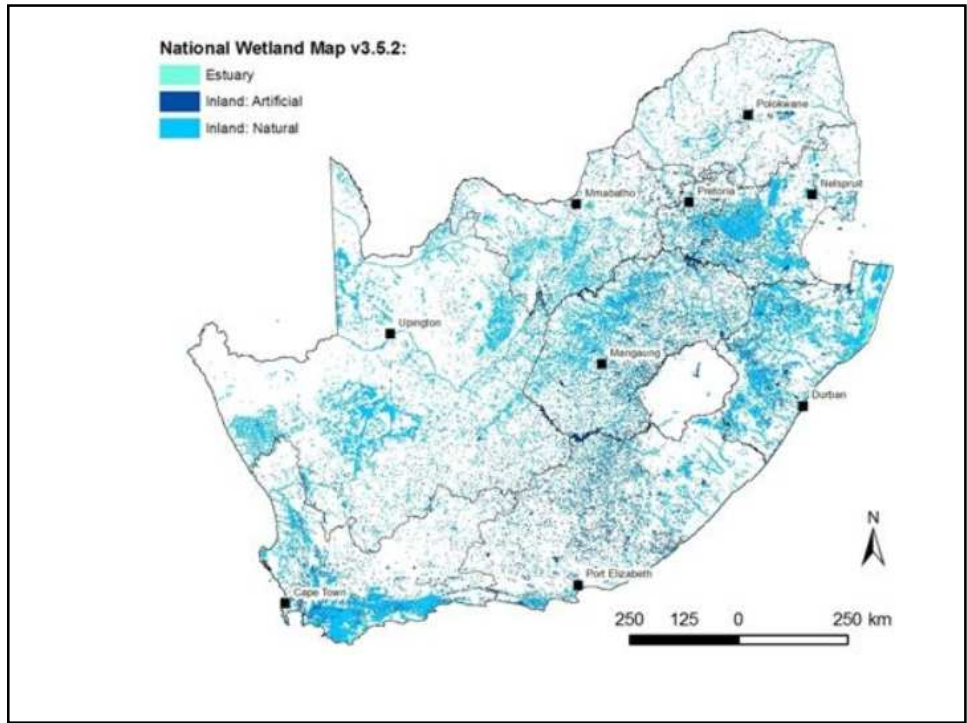 National Wetland Map v3.5.2:
Estuary
Inland: Artificial
Inland: Natural
Polokwane
Mmabatho
Pretoria
Nelspruit
Upington
Mangaung
Durban
N
Port Elizabeth
Cape Town
250 125 0 250 km